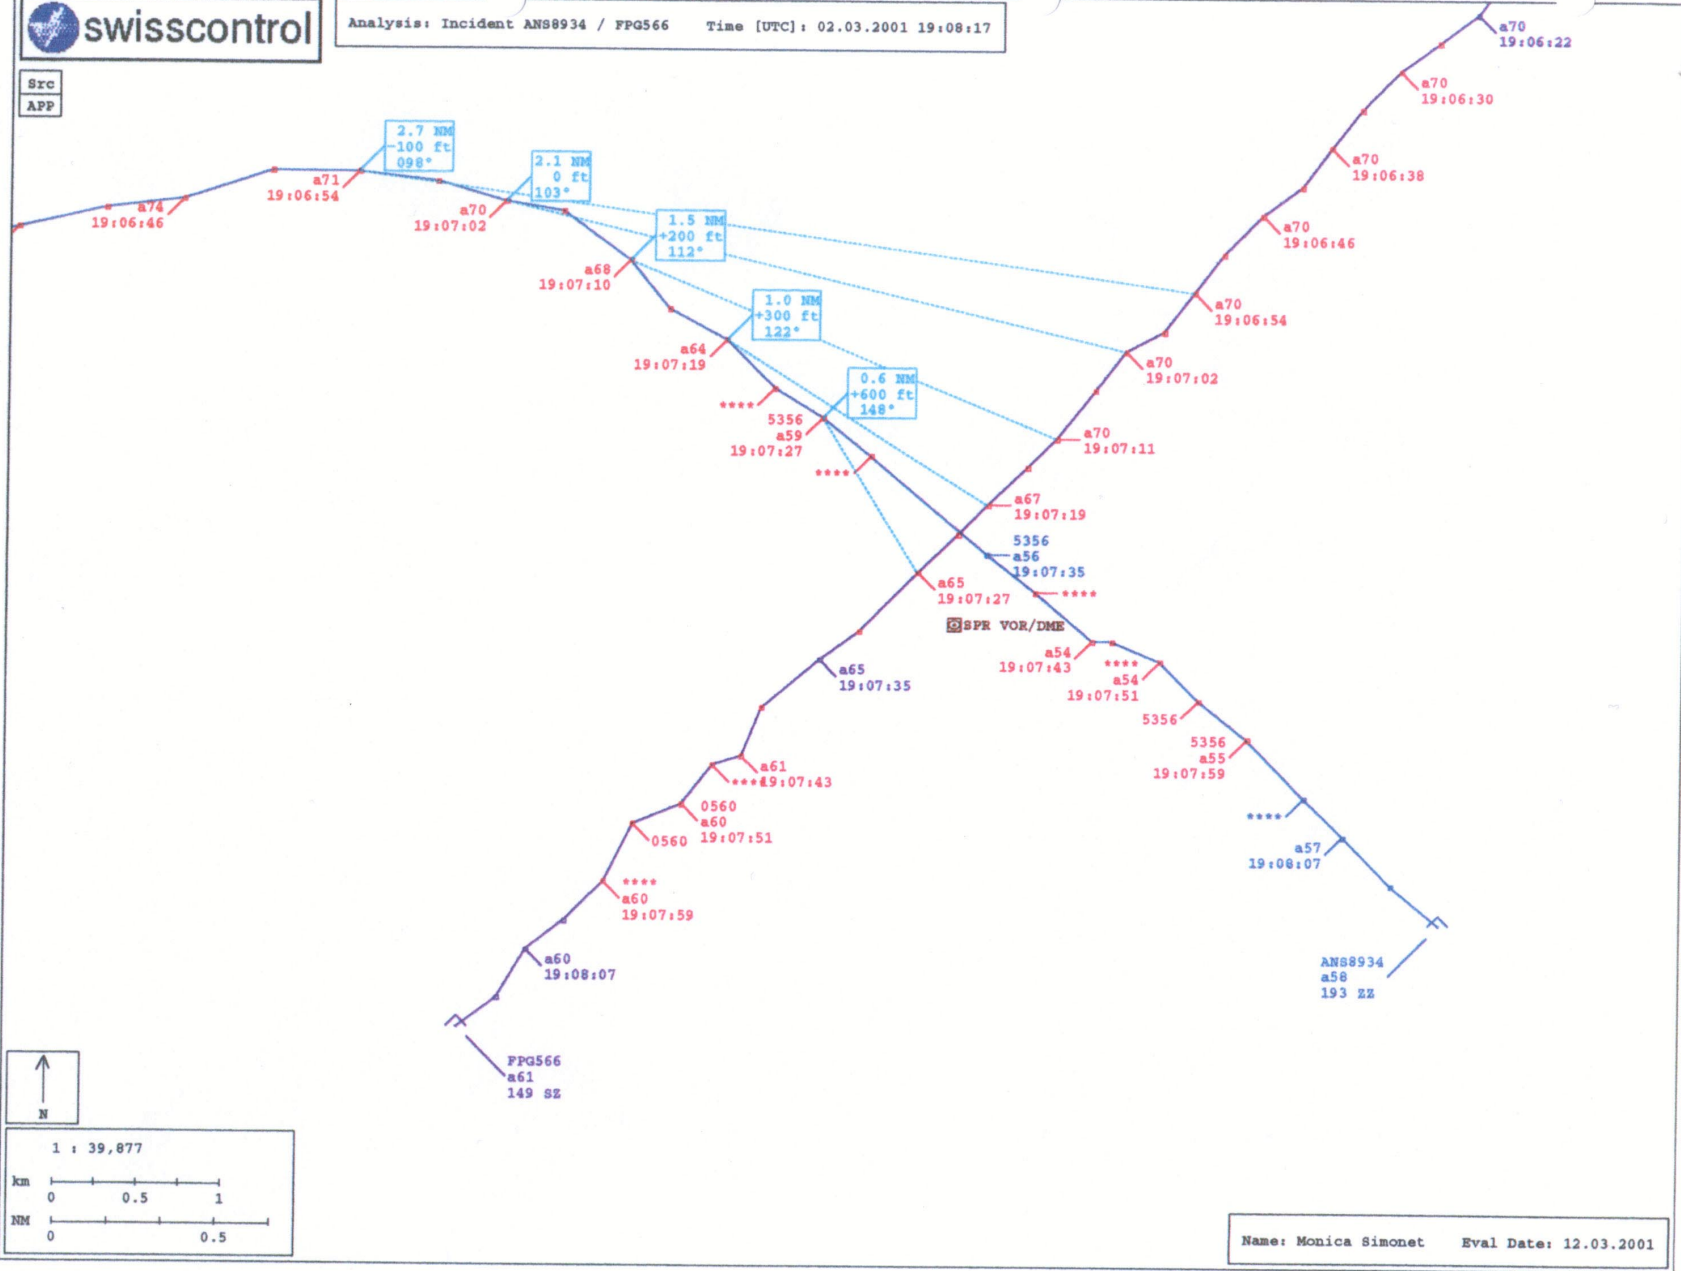 swisscontrol
Analysis: Incident ANS8934 / FPG566 Time [UTC]: 02.03.2001 19:08:17
Src
APP
a70
19:06:22
a70
19:06:30
a70
19:06:38
a70
19:06:46
a70
19:06:54
a70
19:07:02
a70
19:07:11
a67
19:07:19
a65
19:07:27
a65
19:07:35
a61
19:07:43
****
0560
a60
19:07:51
0560
****
a60
19:07:59
a60
19:08:07
FPG566
a61
149 SZ
2.7 NM
-100 ft
098°
2.1 NM
0 ft
103°
1.5 NM
+200 ft
112°
1.0 NM
+300 ft
122°
0.6 NM
+600 ft
148°
a74
19:06:46
a71
19:06:54
a70
19:07:02
a68
19:07:10
a64
19:07:19
****
5356
a59
19:07:27
****
5356
a56
19:07:35
****
SPR VOR/DME
a54
19:07:43
****
a54
19:07:51
5356
5356
a55
19:07:59
****
a57
19:08:07
ANS8934
a58
193 ZZ
N
1 : 39,877
km
0 0.5 1
NM
0 0.5
Name: Monica Simonet Eval Date: 12.03.2001